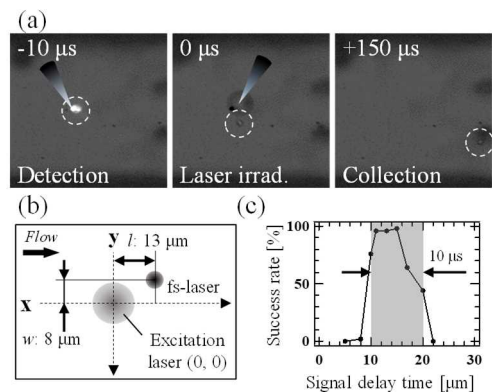 (a)
-10 μs
0 μs
+150 μs
Detection
Laser irrad.
Collection
(b)
Flow
y
l: 13 μm
fs-laser
x
w: 8 μm
Excitation
laser (0, 0)
(c)
Success rate [%]
100
50
0
10 μs
0 10 20 30
Signal delay time [μm]